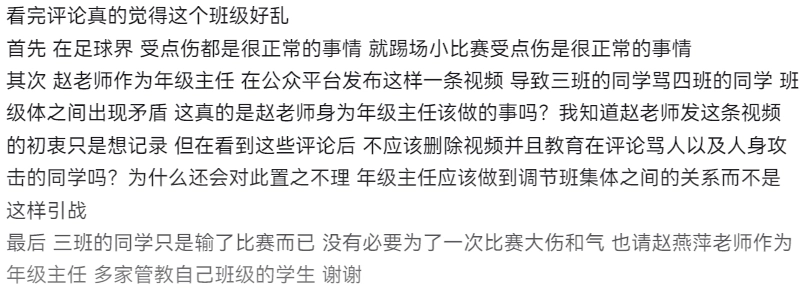 看完评论真的觉得这个班级好乱
首先 在足球界 受点伤都是很正常的事情 就踢场小比赛受点伤是很正常的事情
其次 赵老师作为年级主任 在公众平台发布这样一条视频 导致三班的同学骂四班的同学 班
级体之间出现矛盾 这真的是赵老师身为年级主任该做的事吗？我知道赵老师发这条视频
的初衷只是想记录 但在看到这些评论后 不应该删除视频并且教育在评论骂人以及人身攻
击的同学吗？为什么还会对此置之不理 年级主任应该做到调节班集体之间的关系而不是
这样引战
最后 三班的同学只是输了比赛而已 没有必要为了一次比赛大伤和气 也请赵燕萍老师作为
年级主任 多家管教自己班级的学生 谢谢